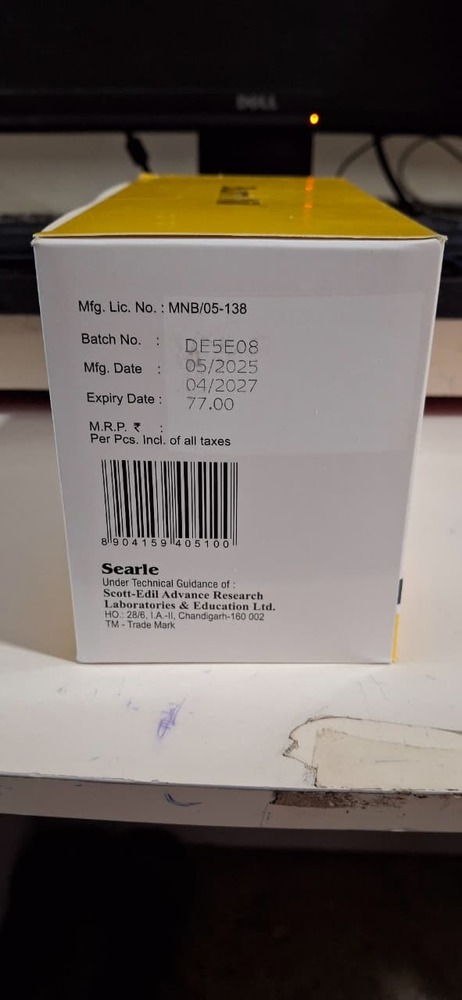 DELL
Mfg. Lic. No. : MNB/05-138
Batch No. : DE5E08
Mfg. Date : 05/2025
Expiry Date : 04/2027
M.R.P. ₹ : 77.00
Per Pcs. Incl. of all taxes
8 904159 405100
Searle
Under Technical Guidance of :
Scott-Edil Advance Research
Laboratories & Education Ltd.
HO.: 28/6, I.A.-II, Chandigarh-160 002
TM - Trade Mark